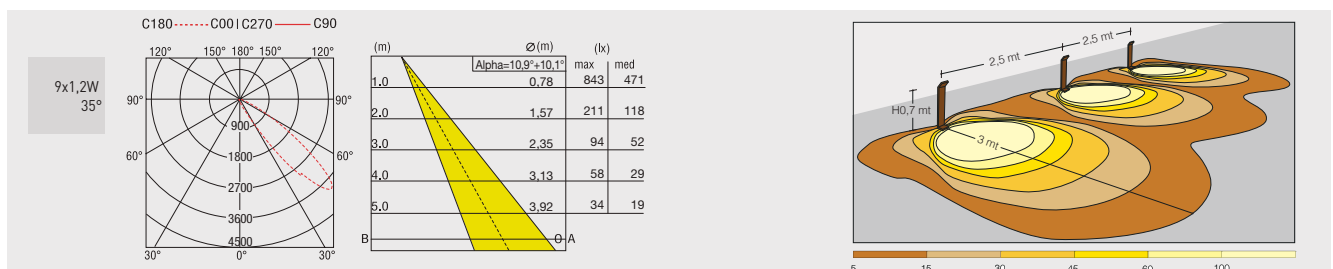 C180 C00 | C270 C90
120° 150° 180° 150° 120°
9x1,2W
35°
90° 90°
900
60° 1800 60°
2700
3600
4500
30° 0° 30°
(m) Ø(m) (lx)
Alpha=10,9°+10,1° max med
1.0 0,78 843 471
2.0 1,57 211 118
3.0 2,35 94 52
4.0 3,13 58 29
5.0 3,92 34 19
B O A
2,5 mt
2,5 mt
H0,7 mt
3 mt
5 15 30 45 60 100